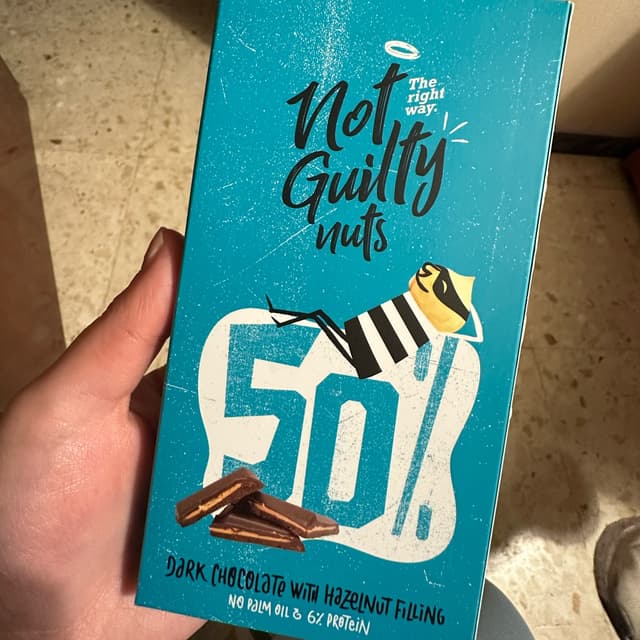 Not
The
right
way.
Guilty
nuts
50%
DARK CHOCOLATE WITH HAZELNUT FILLING
NO PALM OIL & 6% PROTEIN